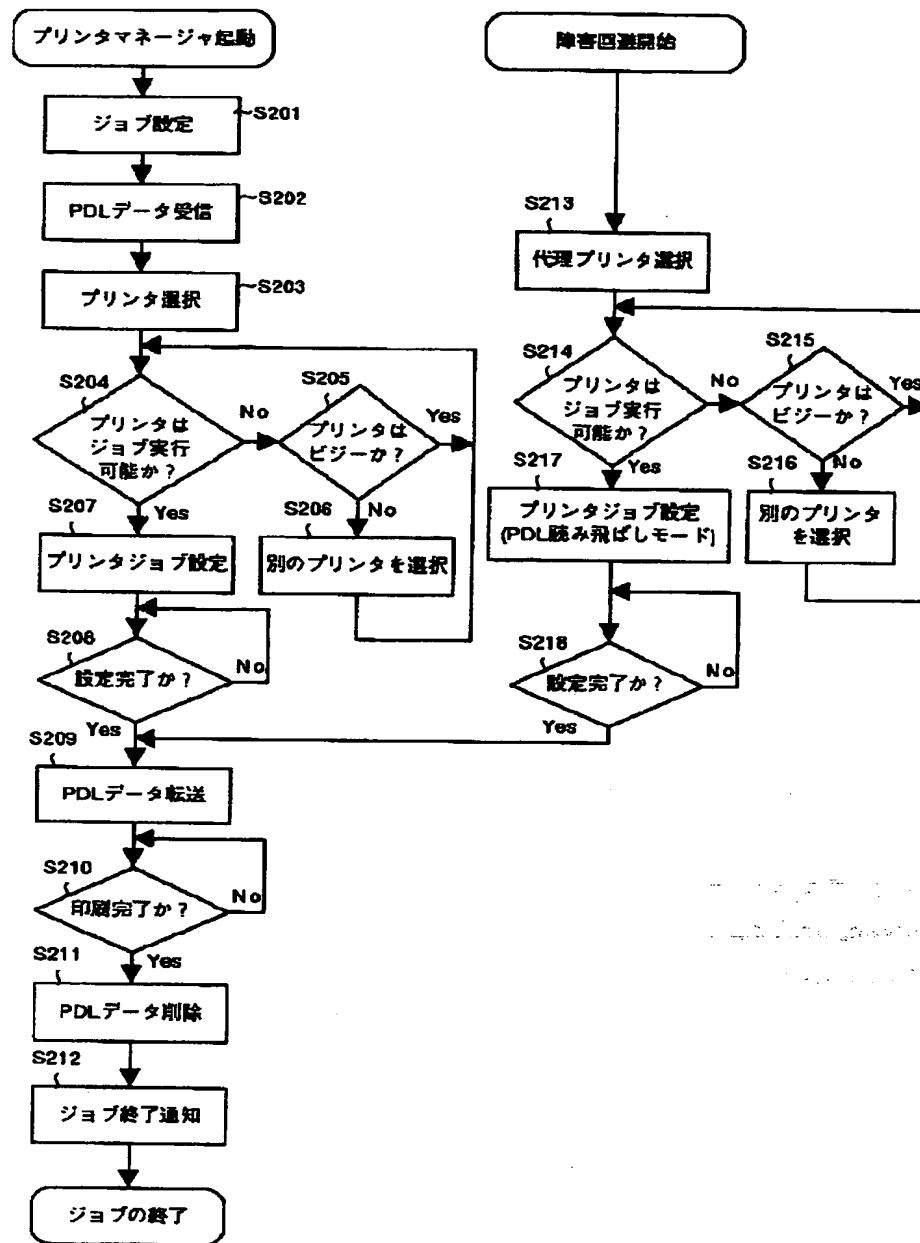 プリンタマネージャ起動
ジョブ設定
S201
PDLデータ受信
S202
プリンタ選択
S203
S204
プリンタは
ジョブ実行
可能か？
No
Yes
S205
プリンタは
ビジーか？
Yes
No
S206
別のプリンタを選択
S207
プリンタジョブ設定
S208
設定完了か？
No
Yes
S209
PDLデータ転送
S210
印刷完了か？
No
Yes
S211
PDLデータ削除
S212
ジョブ終了通知
ジョブの終了
障害回避開始
S213
代理プリンタ選択
S214
プリンタは
ジョブ実行
可能か？
No
Yes
S215
プリンタは
ビジーか？
Yes
No
S216
別のプリンタ
を選択
S217
プリンタジョブ設定
(PDL読み飛ばしモード)
S218
設定完了か？
No
Yes